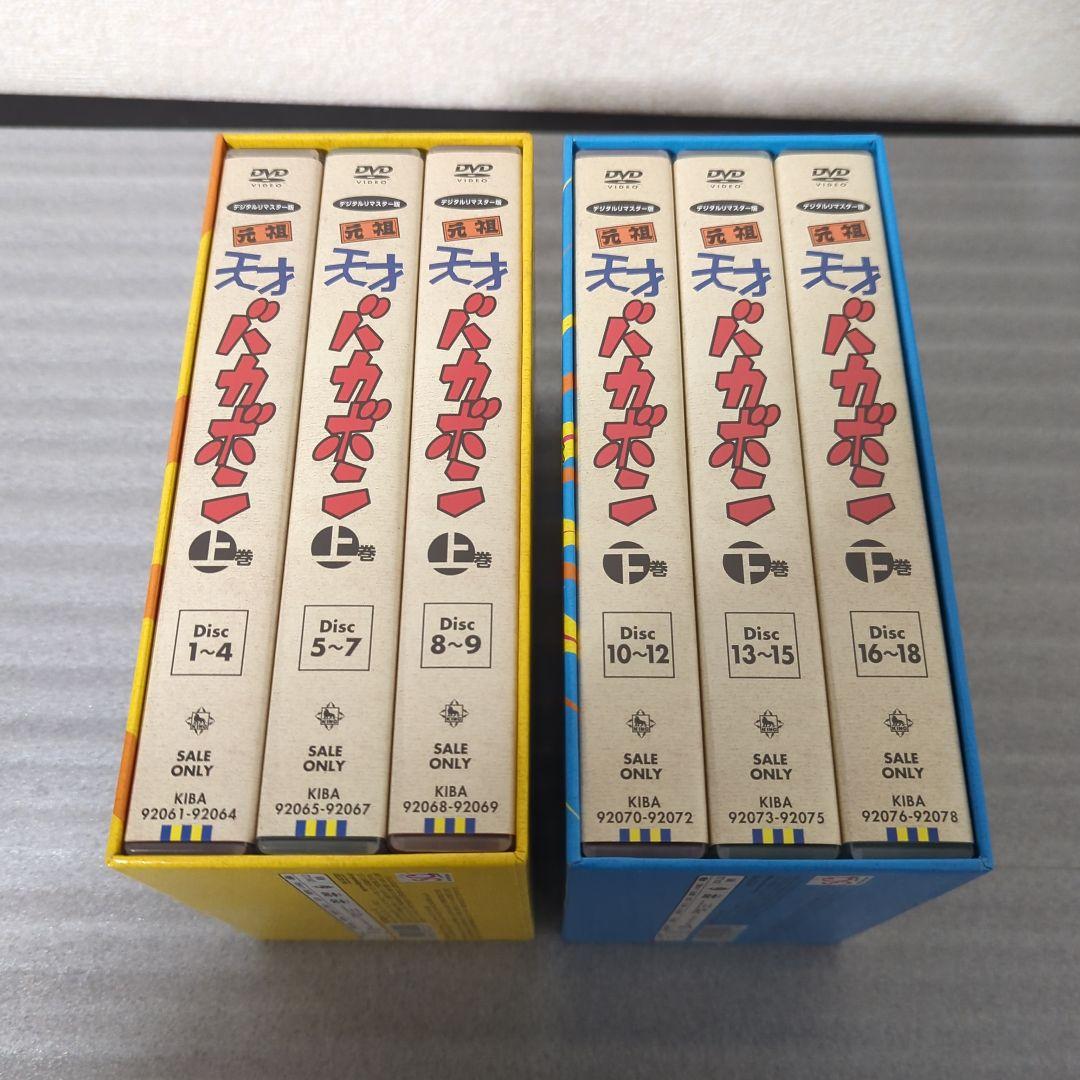 DVD
VIDEO
デジタルリマスター版
元祖
天才
バカボン
上巻
Disc
1~4
KING
SALE
ONLY
KIBA
92061-92064
DVD
VIDEO
デジタルリマスター版
元祖
天才
バカボン
上巻
Disc
5~7
KING
SALE
ONLY
KIBA
92065-92067
DVD
VIDEO
デジタルリマスター版
元祖
天才
バカボン
上巻
Disc
8~9
KING
SALE
ONLY
KIBA
92068-92069
DVD
VIDEO
デジタルリマスター版
元祖
天才
バカボン
下巻
Disc
10~12
KING
SALE
ONLY
KIBA
92070-92072
DVD
VIDEO
デジタルリマスター版
元祖
天才
バカボン
下巻
Disc
13~15
KING
SALE
ONLY
KIBA
92073-92075
DVD
VIDEO
デジタルリマスター版
元祖
天才
バカボン
下巻
Disc
16~18
KING
SALE
ONLY
KIBA
92076-92078